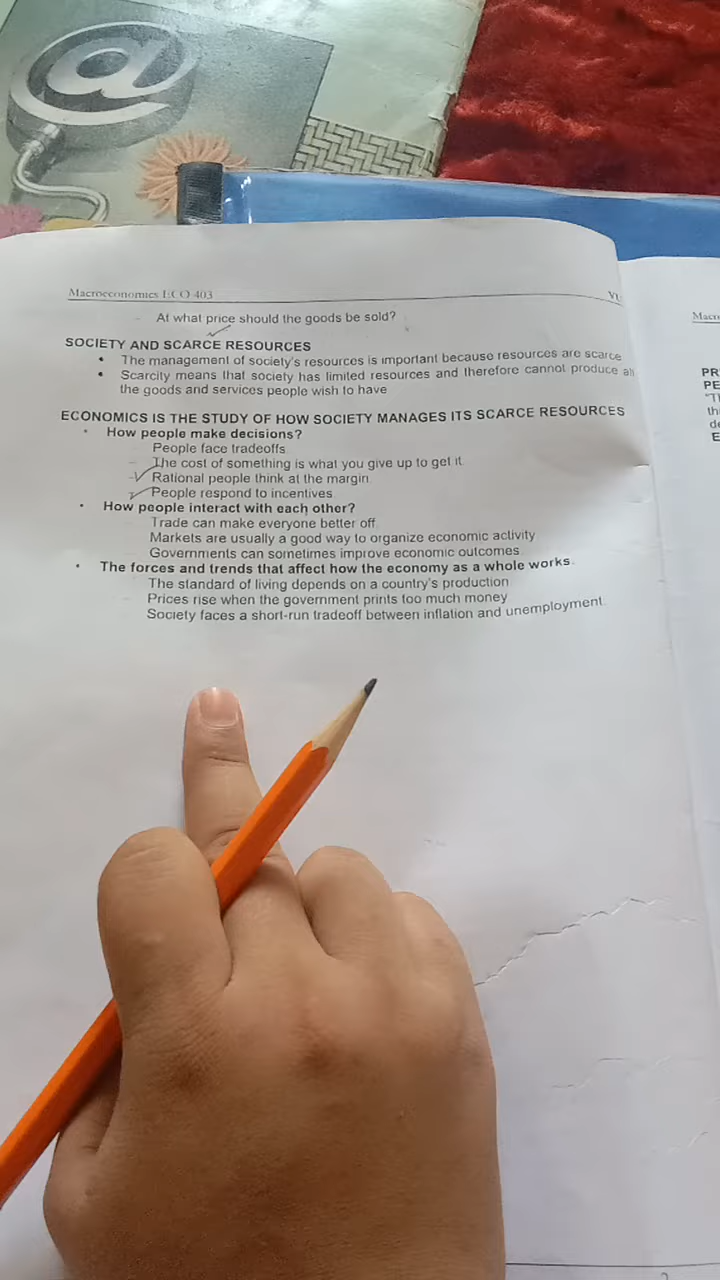 @
Macroeconomics ECO 403
VU
At what price should the goods be sold?
SOCIETY AND SCARCE RESOURCES
• The management of society's resources is important because resources are scarce
• Scarcity means that society has limited resources and therefore cannot produce all
the goods and services people wish to have
ECONOMICS IS THE STUDY OF HOW SOCIETY MANAGES ITS SCARCE RESOURCES
• How people make decisions?
People face tradeoffs
The cost of something is what you give up to get it
Rational people think at the margin
People respond to incentives
• How people interact with each other?
Trade can make everyone better off
Markets are usually a good way to organize economic activity
Governments can sometimes improve economic outcomes
• The forces and trends that affect how the economy as a whole works.
The standard of living depends on a country's production
Prices rise when the government prints too much money
Society faces a short-run tradeoff between inflation and unemployment
Macro
PR
PE
"T
th
de
E